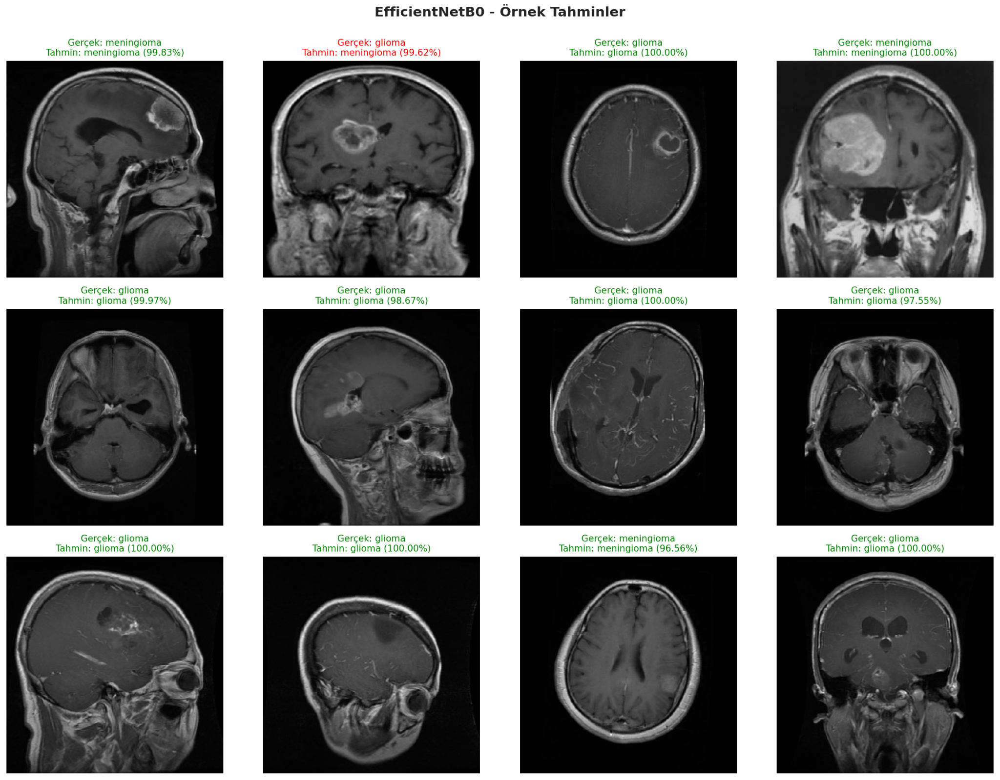 EfficientNetB0 - Örnek Tahminler
Gerçek: meningioma
Tahmin: meningioma (99.83%)
Gerçek: glioma
Tahmin: meningioma (99.62%)
Gerçek: glioma
Tahmin: glioma (100.00%)
Gerçek: meningioma
Tahmin: meningioma (100.00%)
Gerçek: glioma
Tahmin: glioma (99.97%)
Gerçek: glioma
Tahmin: glioma (98.67%)
Gerçek: glioma
Tahmin: glioma (100.00%)
Gerçek: glioma
Tahmin: glioma (97.55%)
Gerçek: glioma
Tahmin: glioma (100.00%)
Gerçek: glioma
Tahmin: glioma (100.00%)
Gerçek: meningioma
Tahmin: meningioma (96.56%)
Gerçek: glioma
Tahmin: glioma (100.00%)